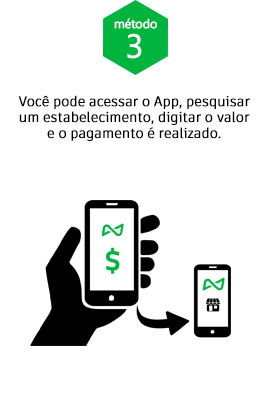 método
3
Você pode acessar o App, pesquisar
um estabelecimento, digitar o valor
e o pagamento é realizado.
$